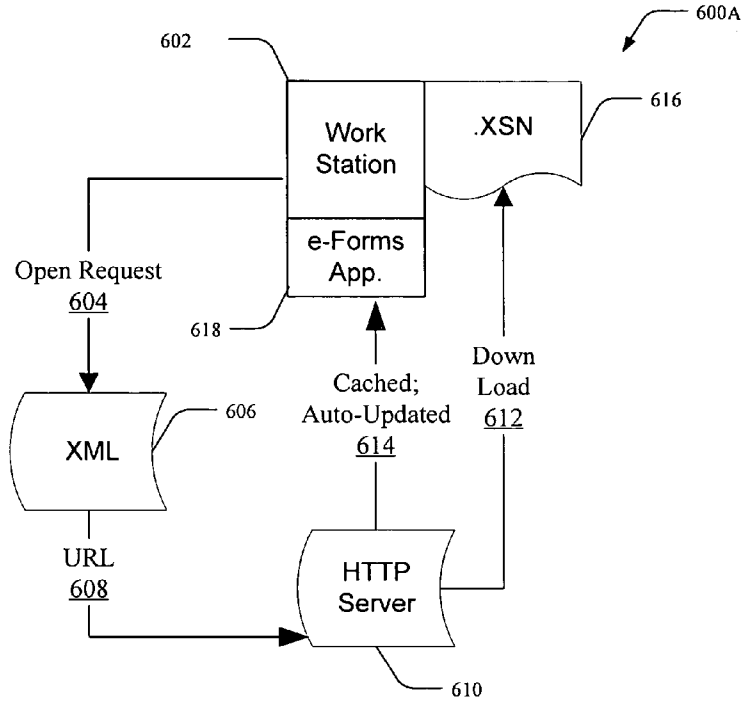 600A
602
616
Work
Station
.XSN
e-Forms
App.
Open Request
604
618
Down
Load
612
Cached;
Auto-Updated
614
606
XML
URL
608
HTTP
Server
610